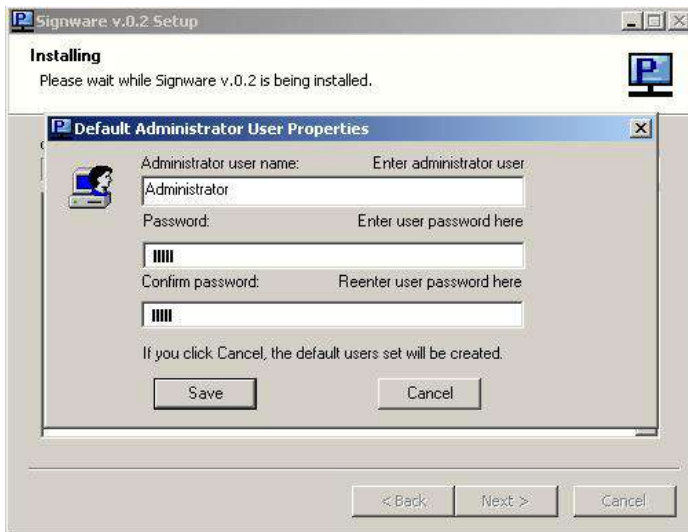 Signware v.0.2 Setup
Installing
Please wait while Signware v.0.2 is being installed.
Default Administrator User Properties
Administrator user name: Enter administrator user
Administrator
Password: Enter user password here
Confirm password: Reenter user password here
If you click Cancel, the default users set will be created.
Save Cancel
< Back Next > Cancel